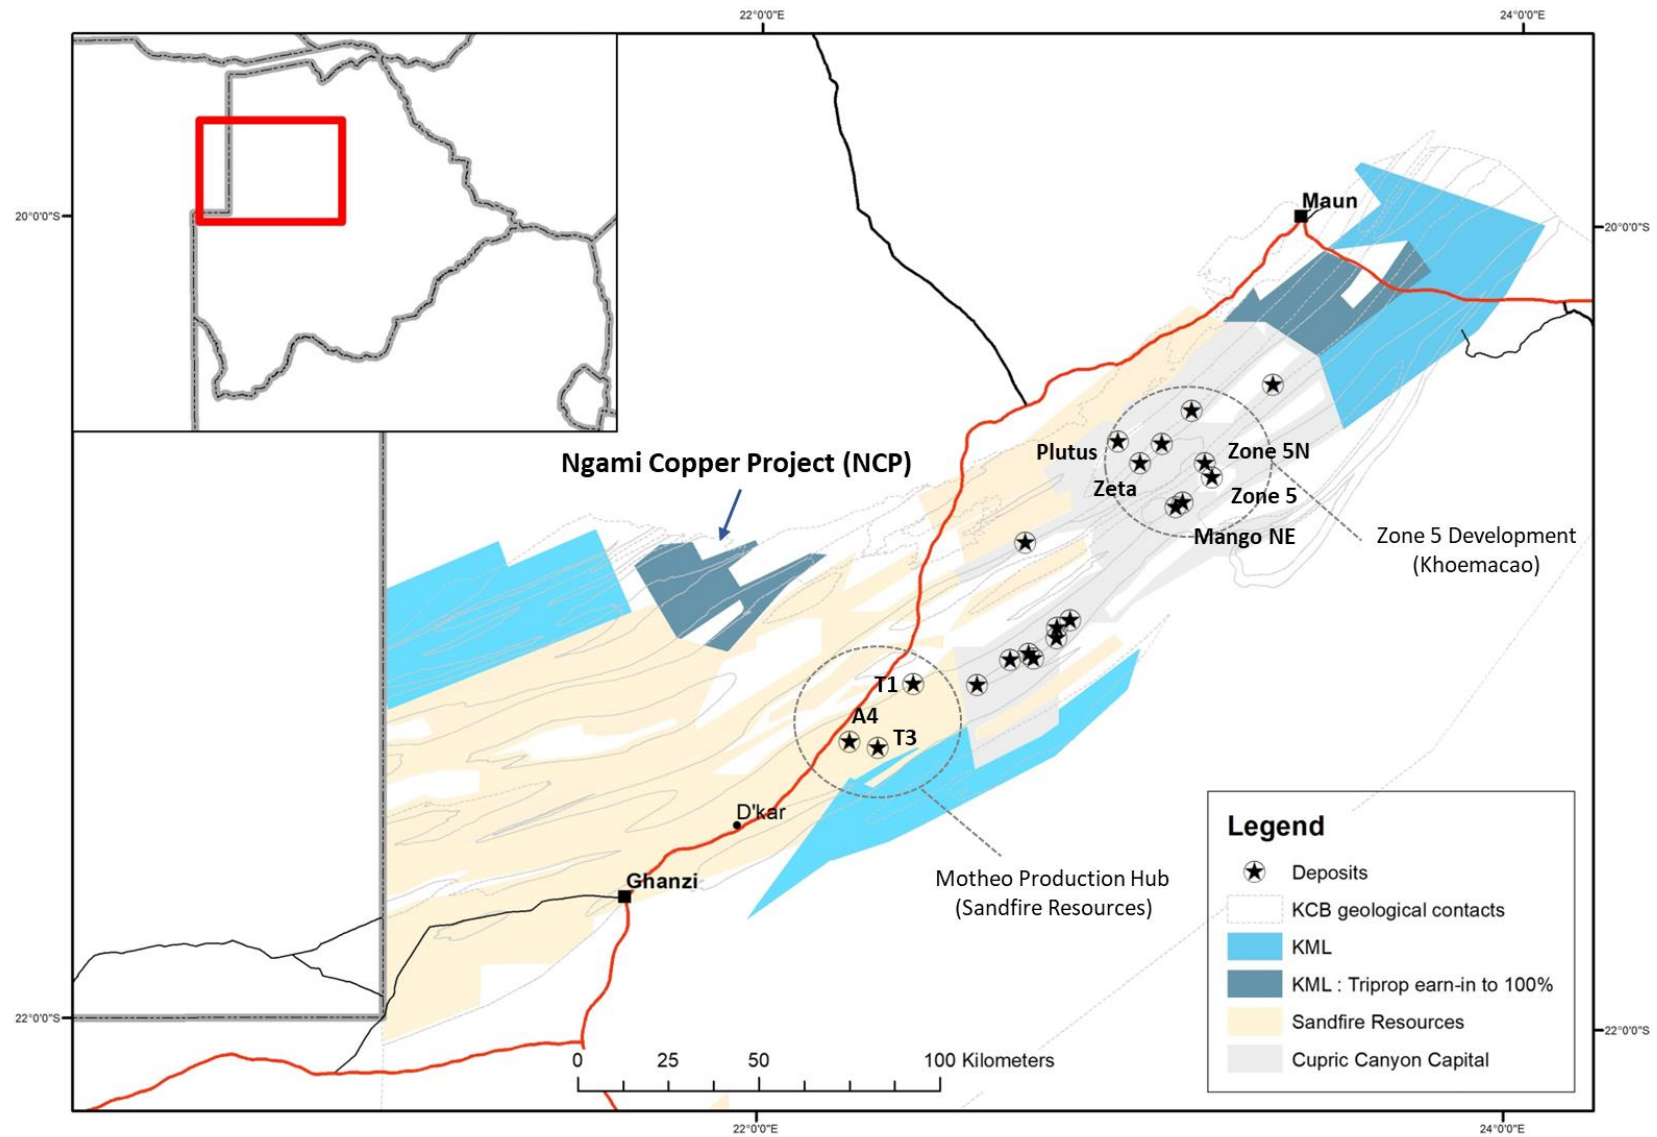 22°0'0"E
24°0'0"E
20°0'0"S
20°0'0"S
Maun
Ngami Copper Project (NCP)
Plutus
Zone 5N
Zeta
Zone 5
Mango NE
Zone 5 Development
(Khoemacao)
T1
A4
T3
D'kar
Ghanzi
Motheo Production Hub
(Sandfire Resources)
Legend
Deposits
KCB geological contacts
KML
KML : Triprop earn-in to 100%
Sandfire Resources
Cupric Canyon Capital
22°0'0"S
22°0'0"S
0 25 50 100 Kilometers
22°0'0"E
24°0'0"E